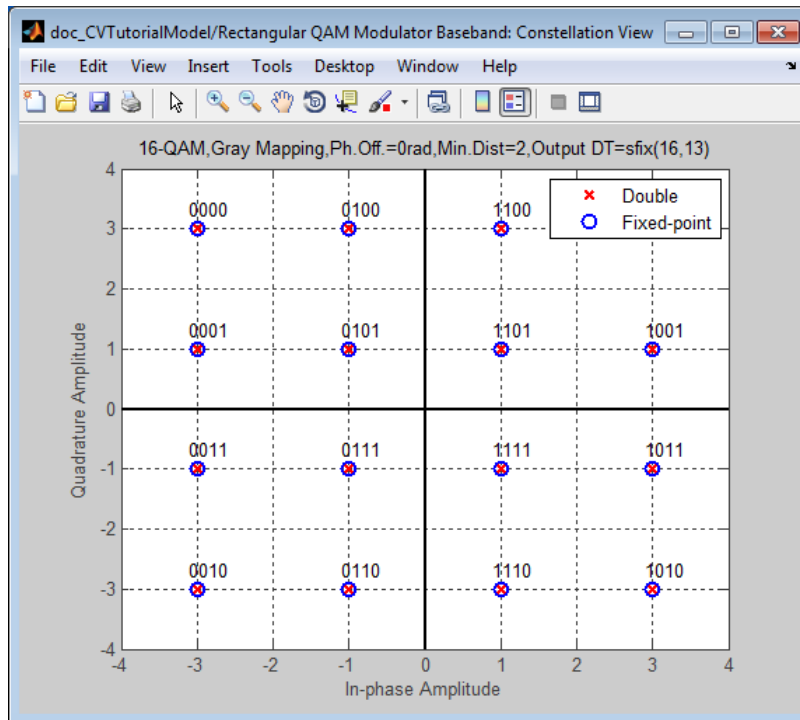 doc_CVTutorialModel/Rectangular QAM Modulator Baseband: Constellation View
File Edit View Insert Tools Desktop Window Help
16-QAM,Gray Mapping,Ph.Off.=0rad,Min.Dist=2,Output DT=sfix(16,13)
Double
Fixed-point
0000 0100 1100
0001 0101 1101 1001
0011 0111 1111 1011
0010 0110 1110 1010
4
3
2
1
0
-1
-2
-3
-4
Quadrature Amplitude
-4 -3 -2 -1 0 1 2 3 4
In-phase Amplitude